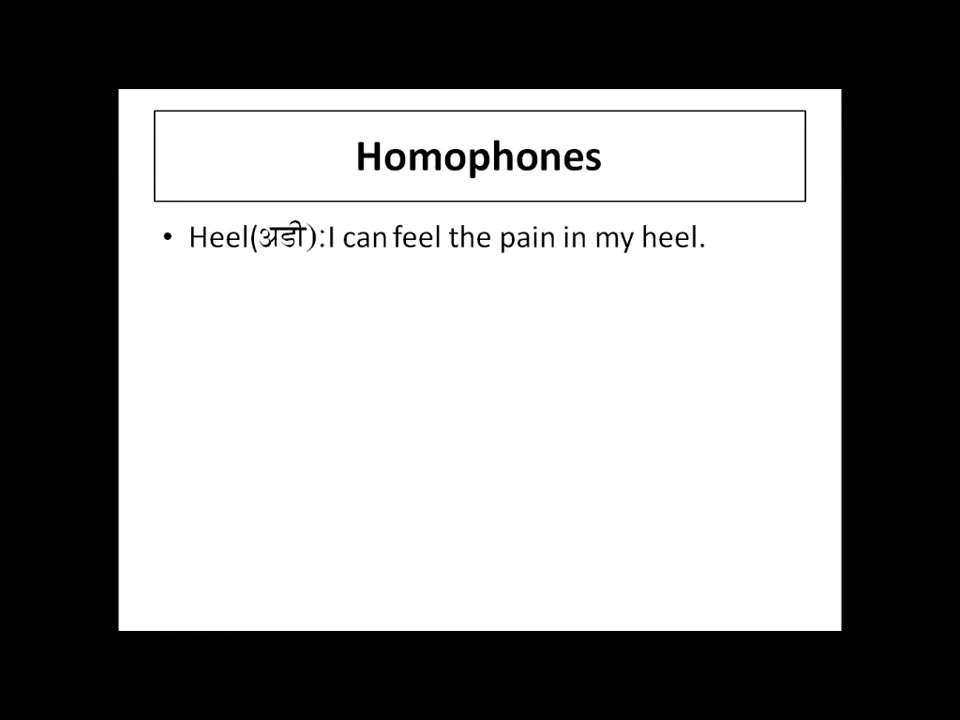 Homophones
• Heel(अडी):I can feel the pain in my heel.